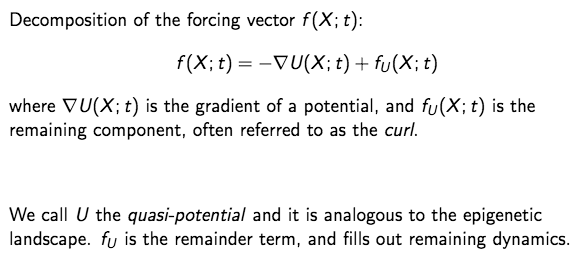 Decomposition of the forcing vector f(X; t):
f(X; t) = −∇U(X; t) + f_U(X; t)
where ∇U(X; t) is the gradient of a potential, and f_U(X; t) is the
remaining component, often referred to as the curl.
We call U the quasi-potential and it is analogous to the epigenetic
landscape. f_U is the remainder term, and fills out remaining dynamics.